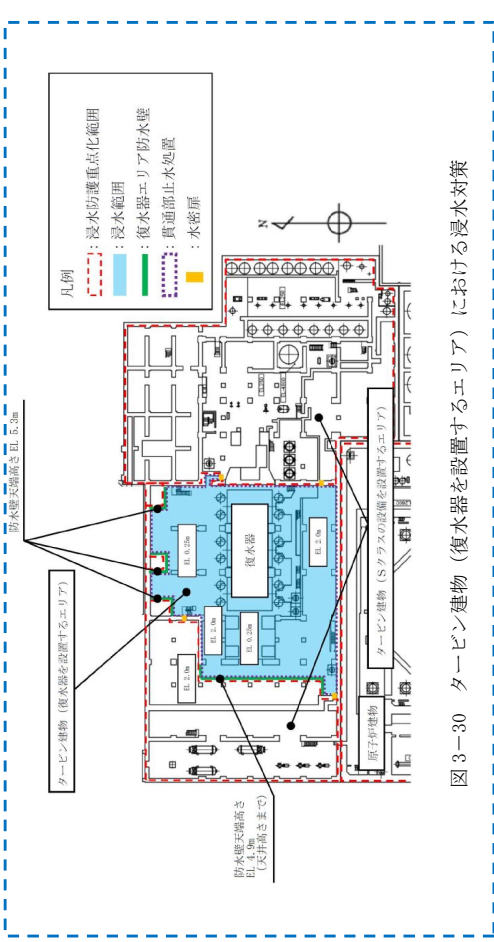 防水壁天端高さ EL 5.3m
タービン建物（復水器を設置するエリア）
凡例
：浸水防護重点化範囲
：浸水範囲
：復水器エリア防水壁
：貫通部止水処置
：水密扉
N
EL 0.25m
EL 2.0m
EL 2.0m
EL 0.25m
復水器
EL 2.0m
防水壁天端高さ
EL 4.9m
（天井高さまで）
タービン建物（Sクラスの設備を設置するエリア）
原子炉建物
図 3－30　タービン建物（復水器を設置するエリア）における浸水対策